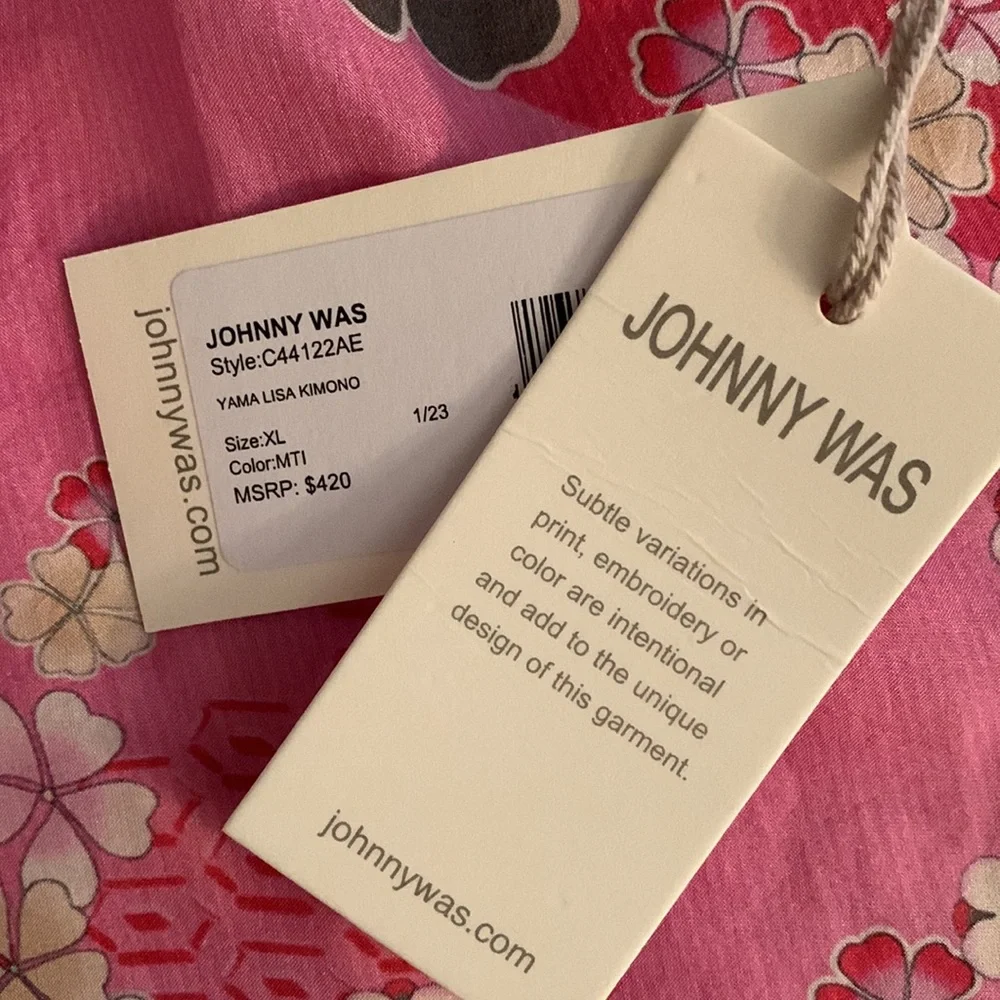 johnnywas.com
JOHNNY WAS
Style:C44122AE
YAMA LISA KIMONO
1/23
Size:XL
Color:MTI
MSRP: $420
JOHNNY WAS
Subtle variations in
print, embroidery or
color are intentional
and add to the unique
design of this garment.
johnnywas.com